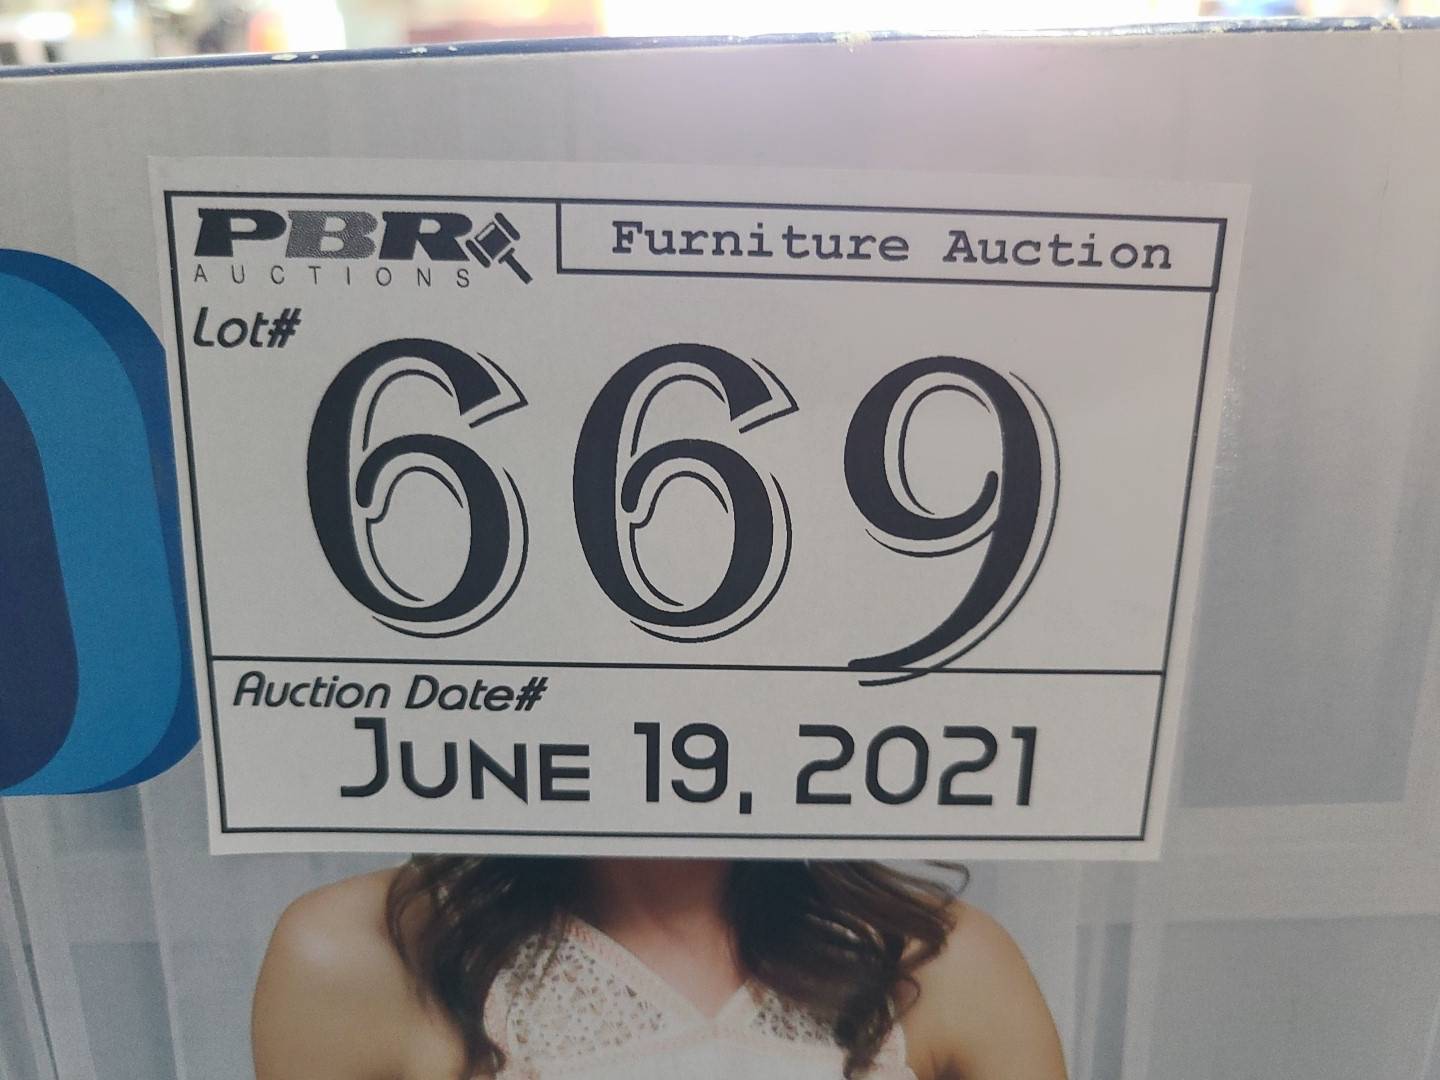 PBR
AUCTIONS
Furniture Auction
Lot#
669
Auction Date#
June 19, 2021